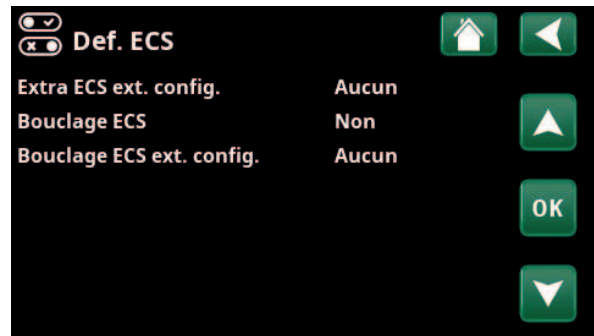 Def. ECS
Extra ECS ext. config. Aucun
Bouclage ECS Non
Bouclage ECS ext. config. Aucun
OK